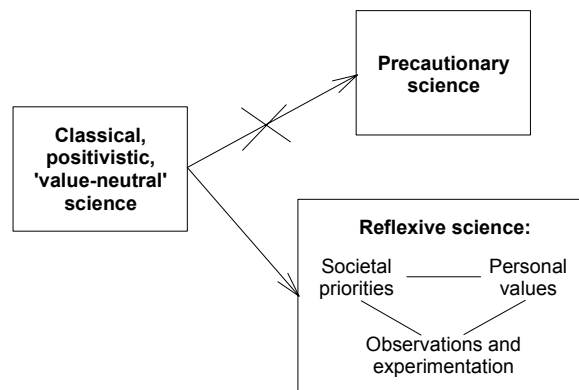 Precautionary
science
Classical,
positivistic,
'value-neutral'
science
Reflexive science:
Societal
priorities
Personal
values
Observations and
experimentation